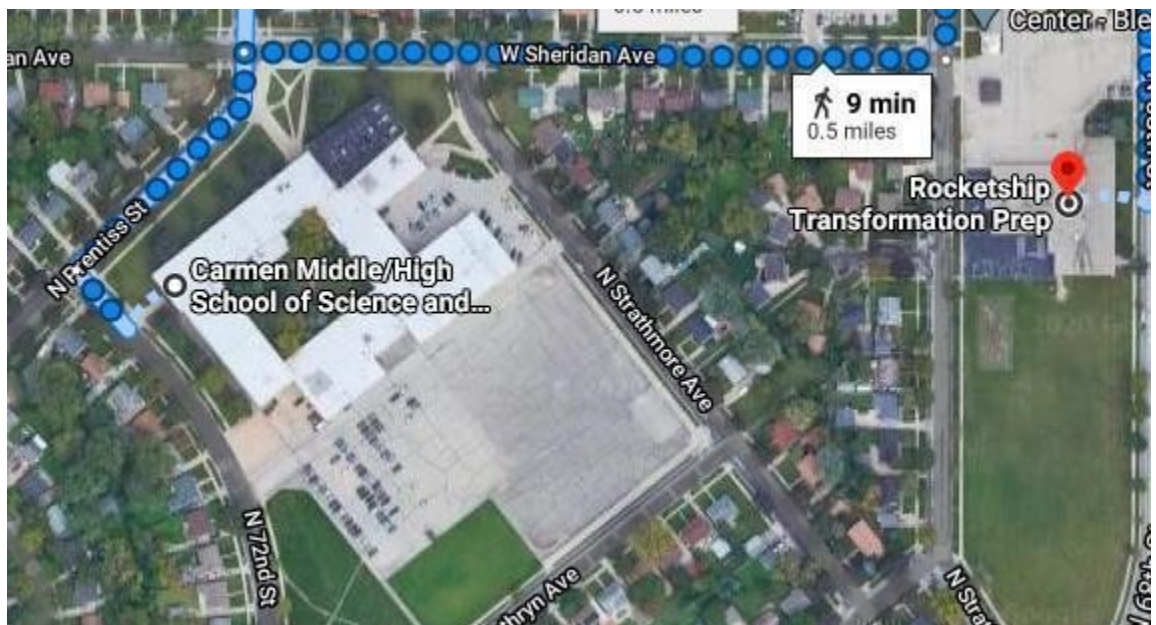 Center - Ble
an Ave
W Sheridan Ave
9 min
0.5 miles
Rocketship
Transformation Prep
N Prentiss St
Carmen Middle/High
School of Science and...
N Strathmore Ave
N 72nd St
thryn Ave
N Strat